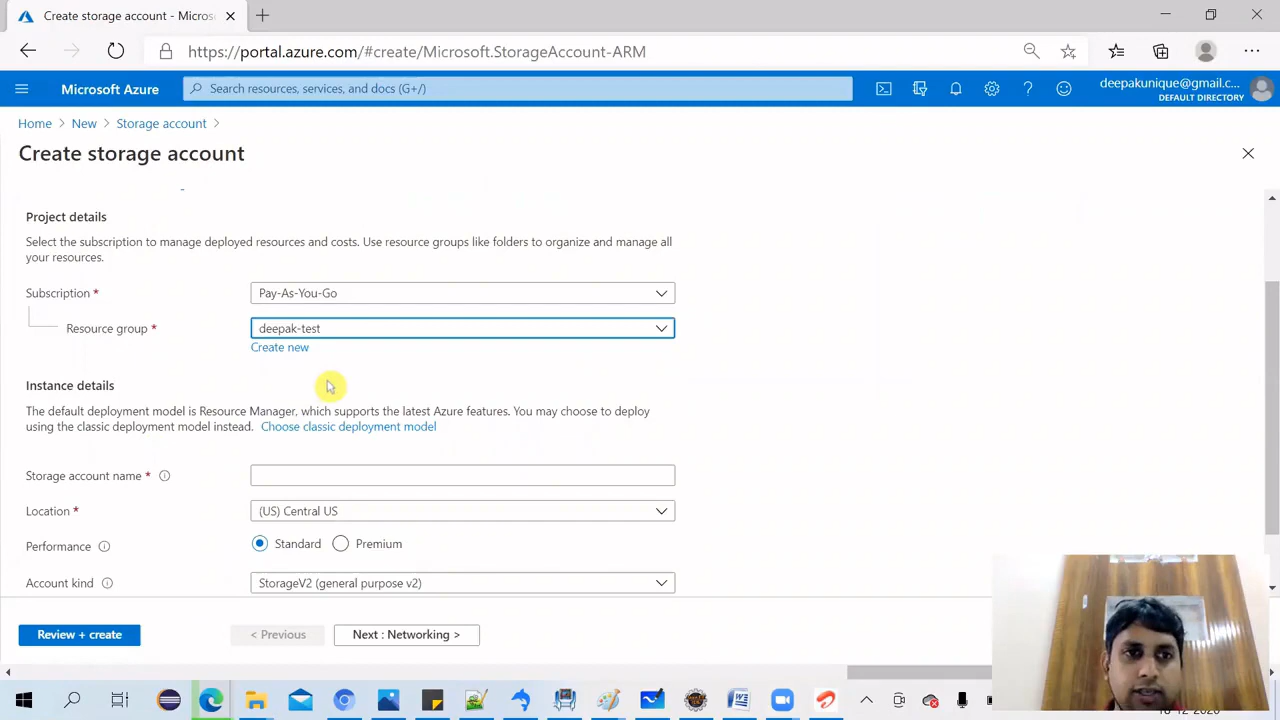 Create storage account - Micros
https://portal.azure.com/#create/Microsoft.StorageAccount-ARM
Microsoft Azure
Search resources, services, and docs (G+/)
deepakunique@gmail.c...
DEFAULT DIRECTORY
Home > New > Storage account >
Create storage account
Project details
Select the subscription to manage deployed resources and costs. Use resource groups like folders to organize and manage all
your resources.
Subscription *
Pay-As-You-Go
Resource group *
deepak-test
Create new
Instance details
The default deployment model is Resource Manager, which supports the latest Azure features. You may choose to deploy
using the classic deployment model instead. Choose classic deployment model
Storage account name *
Location *
(US) Central US
Performance
Standard
Premium
Account kind
StorageV2 (general purpose v2)
Review + create
< Previous
Next : Networking >